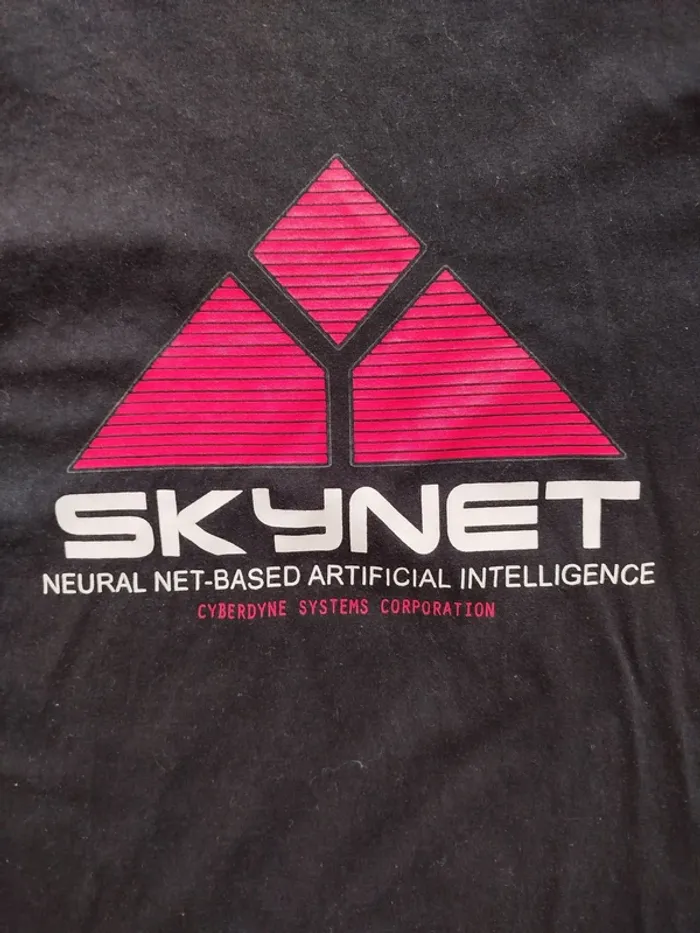 SKYNET
NEURAL NET-BASED ARTIFICIAL INTELLIGENCE
CYBERDYNE SYSTEMS CORPORATION